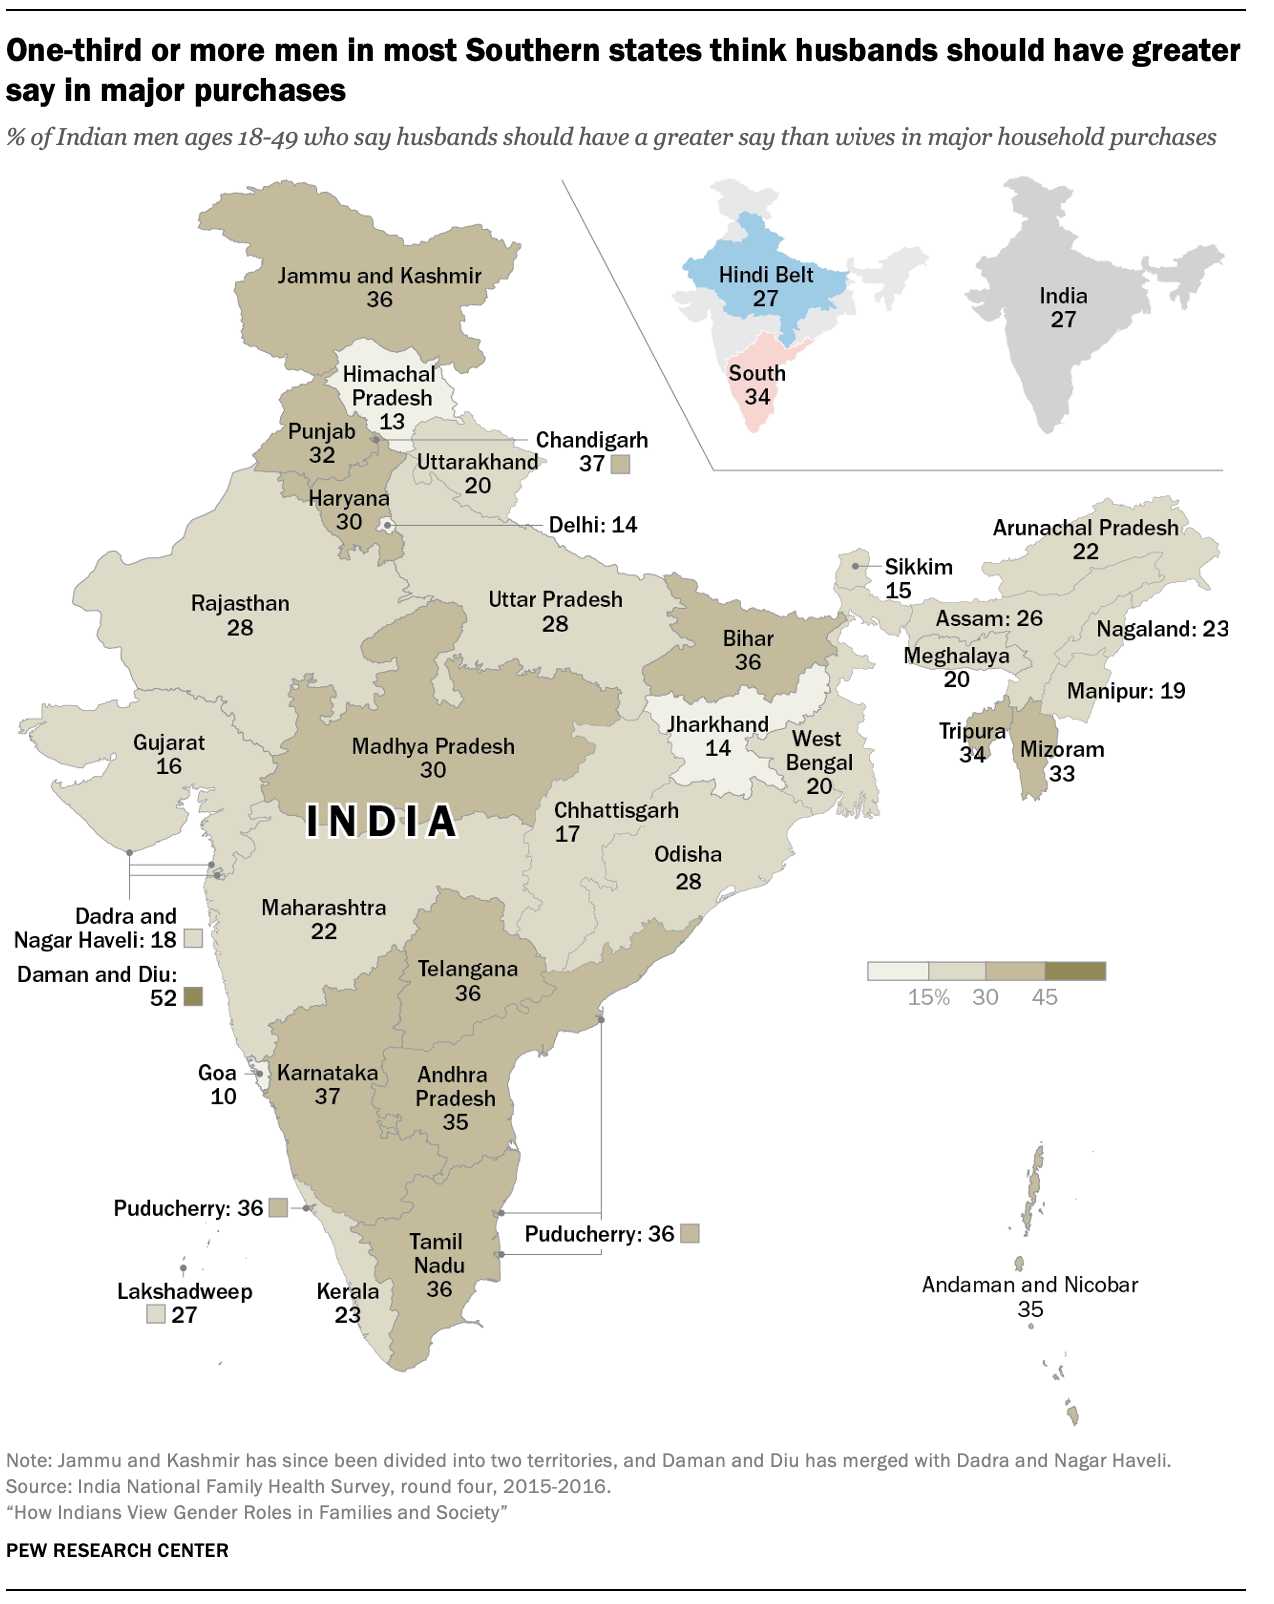 One-third or more men in most Southern states think husbands should have greater
say in major purchases
% of Indian men ages 18-49 who say husbands should have a greater say than wives in major household purchases
Jammu and Kashmir
36
Hindi Belt
27
South
34
India
27
Himachal
Pradesh
13
Punjab
32
Chandigarh
37
Uttarakhand
20
Haryana
30
Delhi: 14
Arunachal Pradesh
22
Sikkim
15
Rajasthan
28
Uttar Pradesh
28
Assam: 26
Nagaland: 23
Bihar
36
Meghalaya
20
Manipur: 19
Jharkhand
14
Tripura
34
Mizoram
33
Gujarat
16
Madhya Pradesh
30
West
Bengal
20
INDIA
Chhattisgarh
17
Odisha
28
Dadra and
Nagar Haveli: 18
Daman and Diu:
52
Maharashtra
22
Telangana
36
15% 30 45
Goa
10
Karnataka
37
Andhra
Pradesh
35
Puducherry: 36
Puducherry: 36
Tamil
Nadu
36
Lakshadweep
27
Kerala
23
Andaman and Nicobar
35
Note: Jammu and Kashmir has since been divided into two territories, and Daman and Diu has merged with Dadra and Nagar Haveli.
Source: India National Family Health Survey, round four, 2015-2016.
“How Indians View Gender Roles in Families and Society”
PEW RESEARCH CENTER